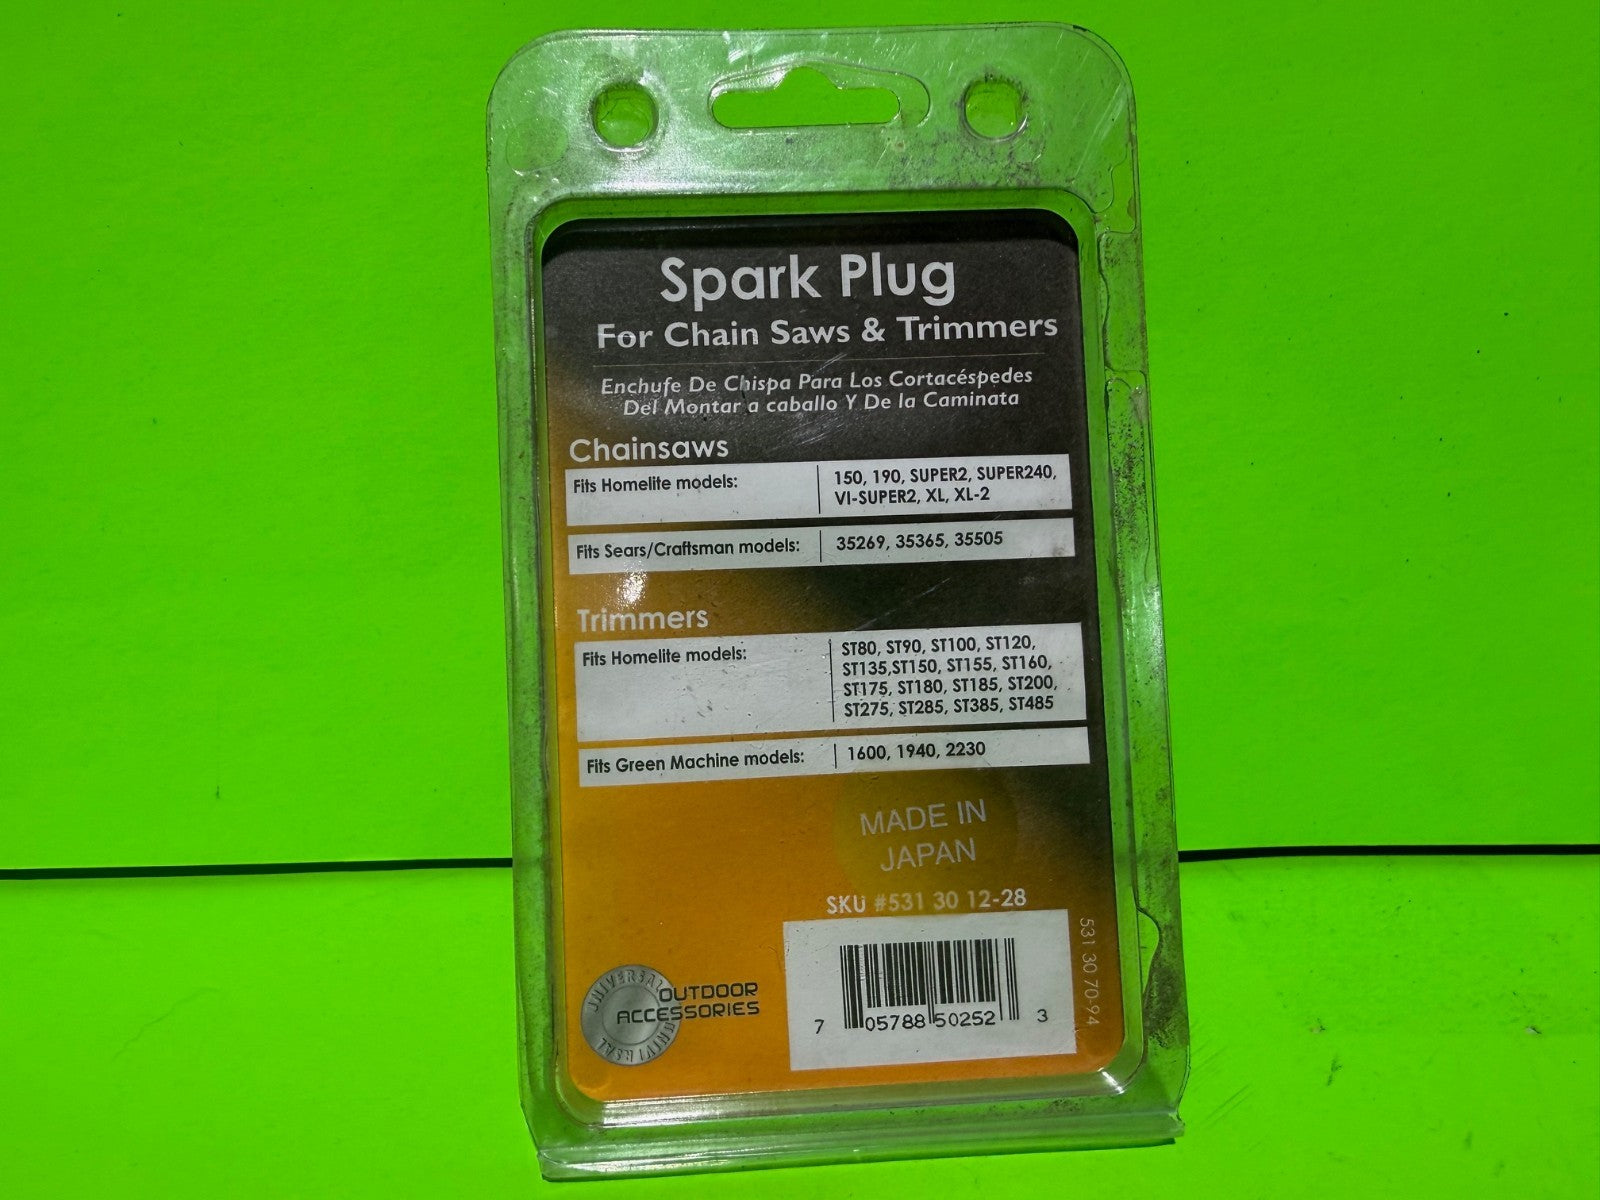 Spark Plug
For Chain Saws & Trimmers
Enchufe De Chispa Para Los Cortacéspedes
Del Montar a caballo Y De la Caminata
Chainsaws
Fits Homelite models:
150, 190, SUPER2, SUPER240,
VI-SUPER2, XL, XL-2
Fits Sears/Craftsman models:
35269, 35365, 35505
Trimmers
Fits Homelite models:
ST80, ST90, ST100, ST120,
ST135,ST150, ST155, ST160,
ST175, ST180, ST185, ST200,
ST275, ST285, ST385, ST485
Fits Green Machine models:
1600, 1940, 2230
MADE IN
JAPAN
SKU #531 30 12-28
531 30 70-94
UNIVERSAL
OUTDOOR
ACCESSORIES
UNIVERSAL
7 05788 50252 3